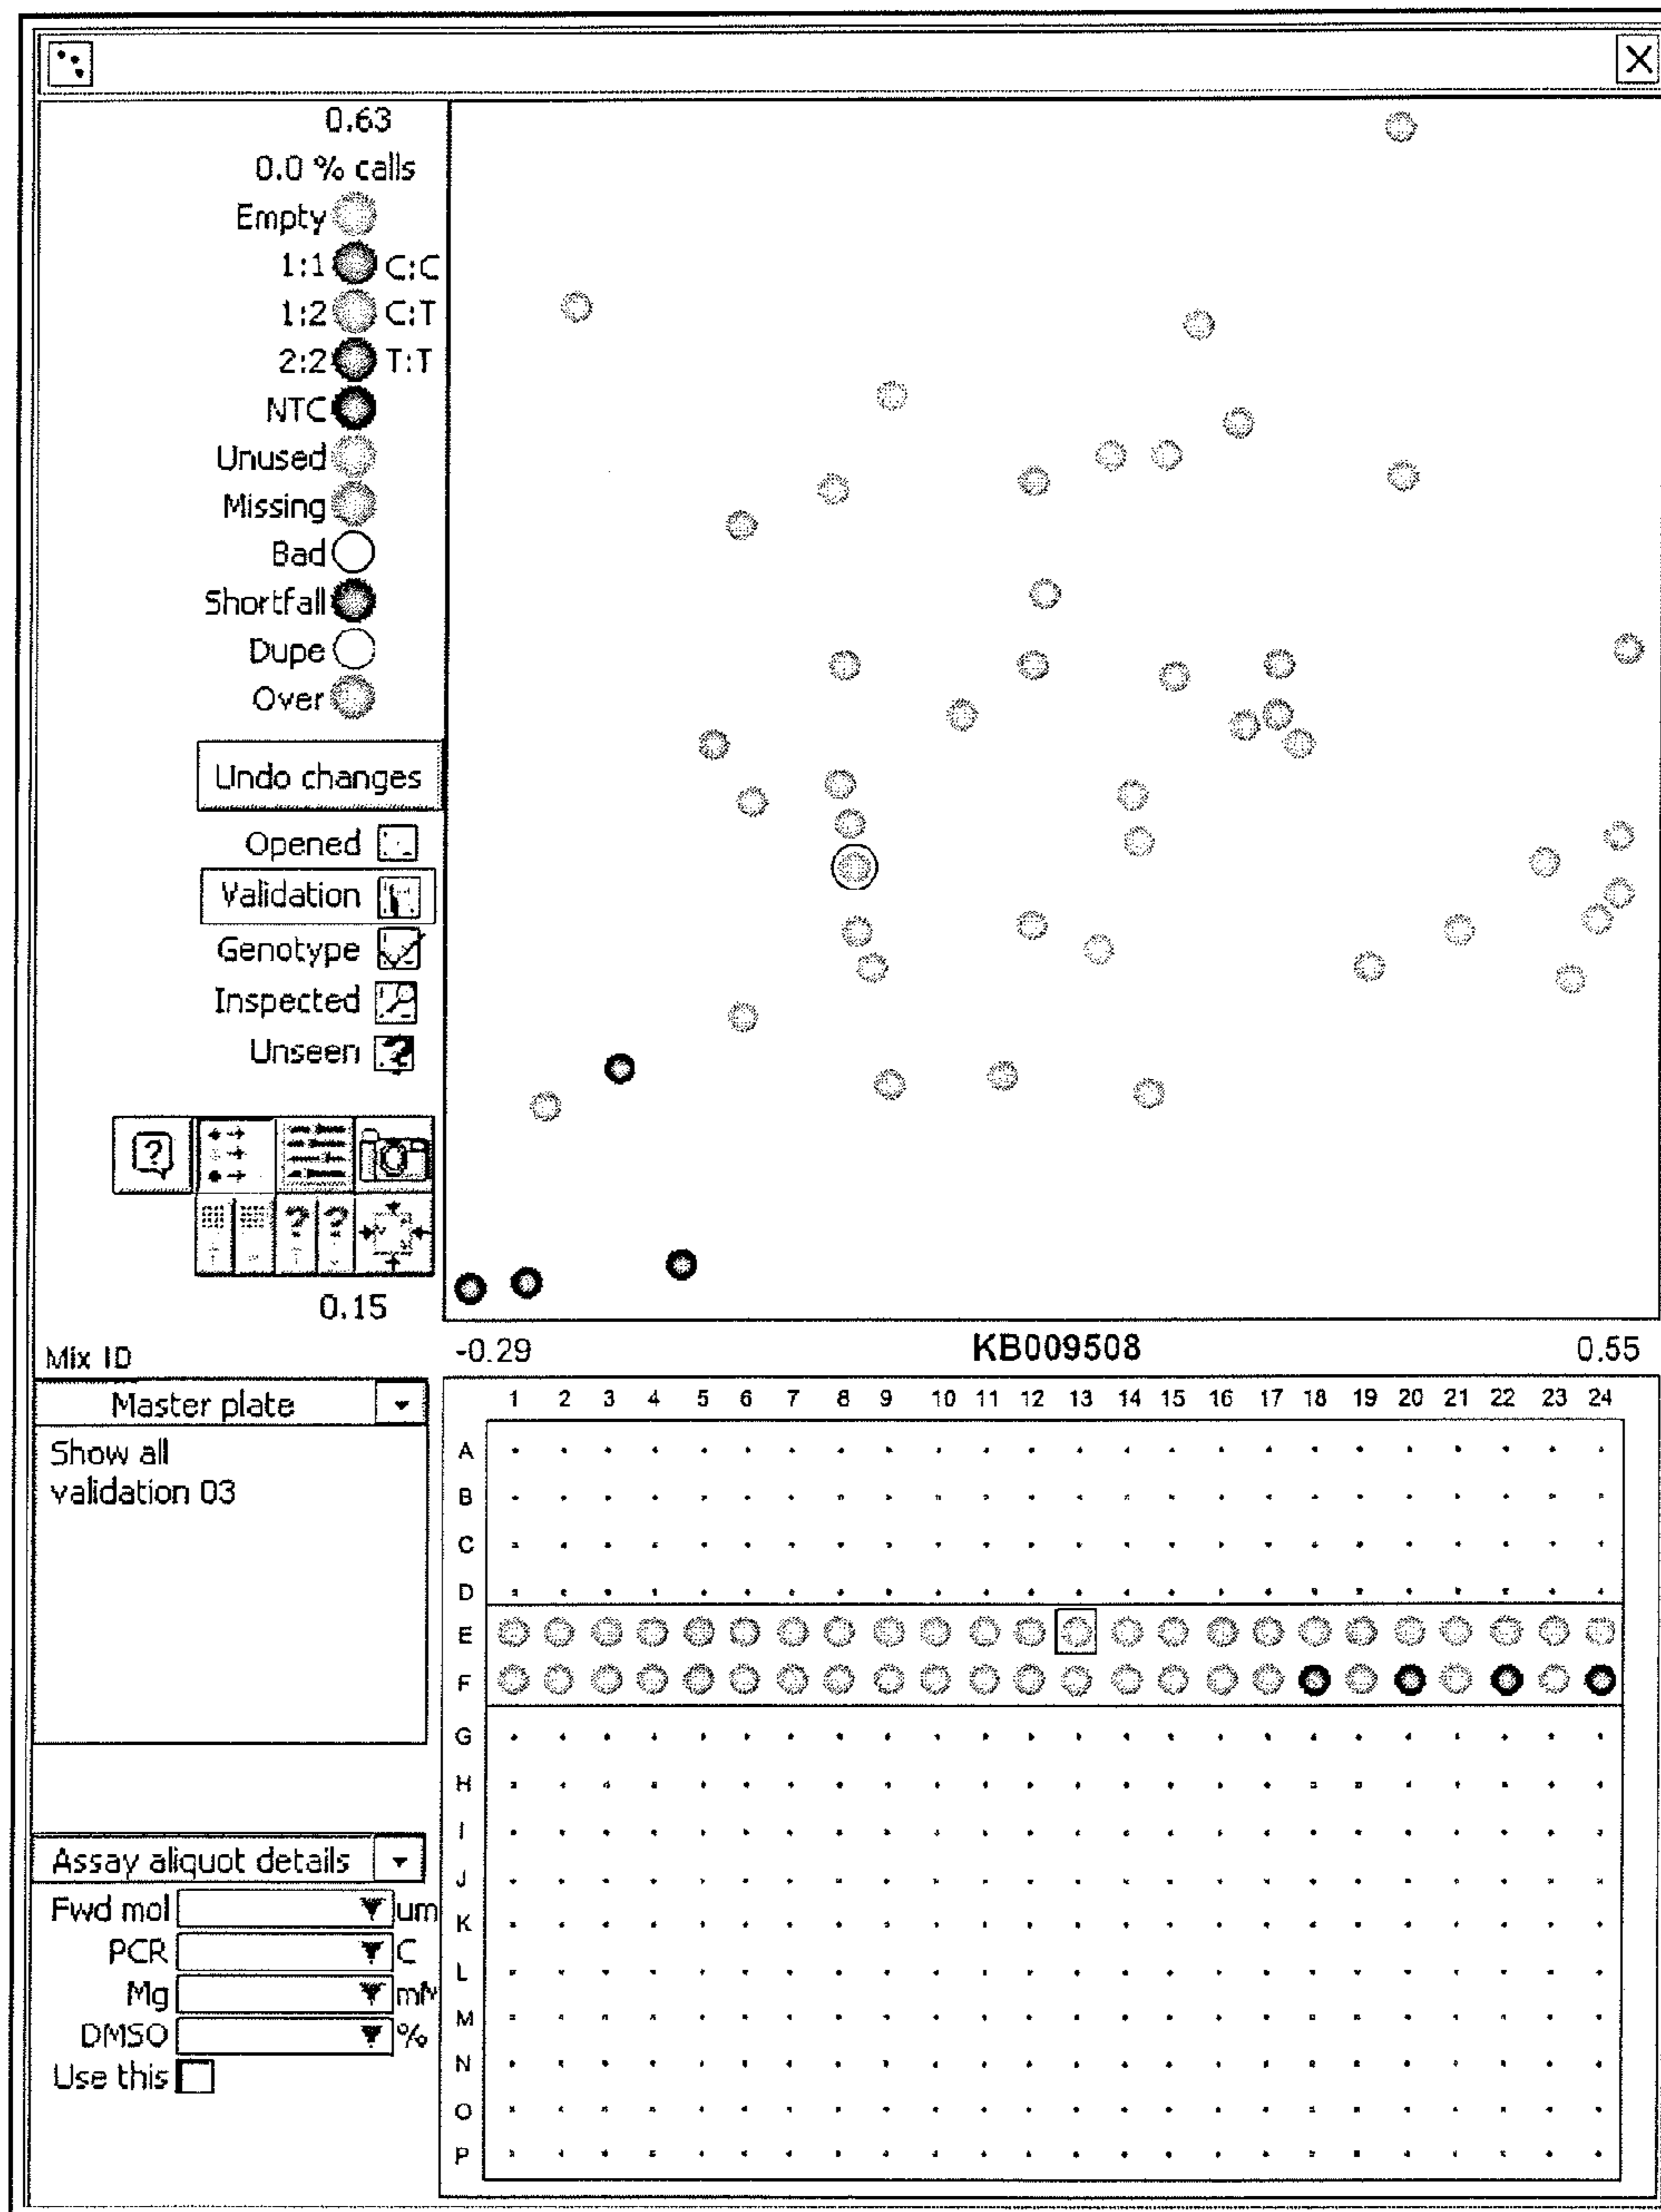 0.63
0.0 % calls
Empty
1:1 C:C
1:2 C:T
2:2 T:T
NTC
Unused
Missing
Bad
Shortfall
Dupe
Over
Undo changes
Opened
Validation
Genotype
Inspected
Unseen
?
? ?
0.15
-0.29 KB009508 0.55
Mix ID
Master plate
Show all
validation 03
1 2 3 4 5 6 7 8 9 10 11 12 13 14 15 16 17 18 19 20 21 22 23 24
A
B
C
D
E
F
G
H
I
J
K
L
M
N
O
P
Assay aliquot details
Fwd mol um
PCR C
Mg mM
DMSO %
Use this